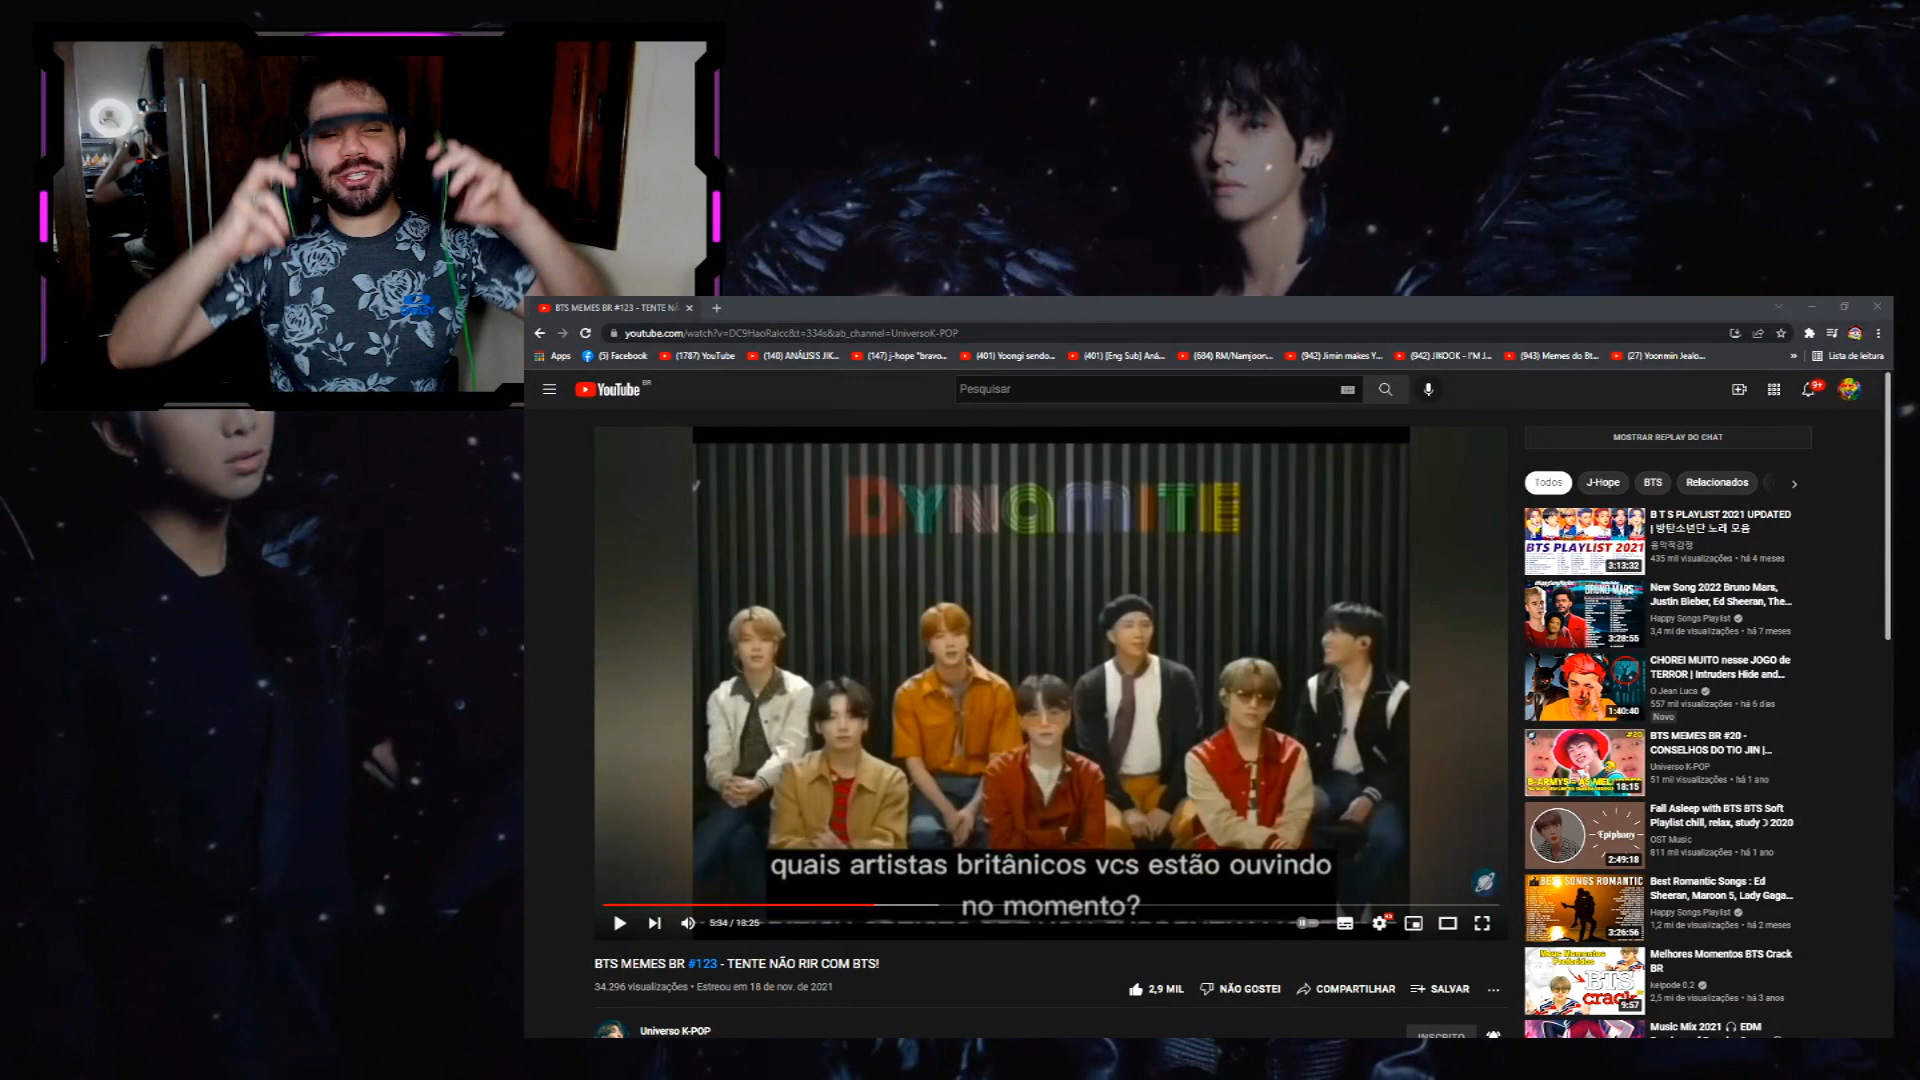 BTS MEMES BR #123 - TENTE NÃ
youtube.com/watch?v=DC9HaoRalcc&t=334s&ab_channel=UniversoK-POP
Apps
(5) Facebook
(1787) YouTube
(140) ANÁLISIS JIK...
(147) j-hope "bravo...
(401) Yoongi sendo...
(401) [Eng Sub] Aná...
(684) RM/Namjoon...
(942) Jimin makes Y...
(942) JIKOOK - I'M J...
(943) Memes do Bt...
(27) Yoonmin Jealo...
»
Lista de leitura
YouTube BR
Pesquisar
9+
DYNAMITE
quais artistas britânicos vcs estão ouvindo
no momento?
5:34 / 18:25
BTS MEMES BR #123 - TENTE NÃO RIR COM BTS!
34.296 visualizações • Estreou em 18 de nov. de 2021
2,9 MIL
NÃO GOSTEI
COMPARTILHAR
SALVAR
Universo K-POP
INSCRITO
MOSTRAR REPLAY DO CHAT
Todos
J-Hope
BTS
Relacionados
BTS PLAYLIST 2021
3:13:32
B T S PLAYLIST 2021 UPDATED
| 방탄소년단 노래 모음
음악적감정
435 mil visualizações • há 4 meses
BRUNO MARS
3:28:55
New Song 2022 Bruno Mars,
Justin Bieber, Ed Sheeran, The...
Happy Songs Playlist
3,4 mi de visualizações • há 7 meses
1:40:40
CHOREI MUITO nesse JOGO de
TERROR | Intruders Hide and...
O Jean Luca
557 mil visualizações • há 6 dias
Novo
#20
18:15
BTS MEMES BR #20 -
CONSELHOS DO TIO JIN |...
Universo K-POP
51 mil visualizações • há 1 ano
Epiphany
2:49:18
Fall Asleep with BTS BTS Soft
Playlist chill, relax, study ☽ 2020
OST Music
811 mil visualizações • há 1 ano
BEST SONGS ROMANTIC
3:26:56
Best Romantic Songs : Ed
Sheeran, Maroon 5, Lady Gaga...
Happy Songs Playlist
1,2 mi de visualizações • há 2 meses
Meus Momentos
Preferidos
BTS
crack
9:57
Melhores Momentos BTS Crack
BR
keipode 0.2
2,5 mi de visualizações • há 3 anos
Music Mix 2021 🎧 EDM